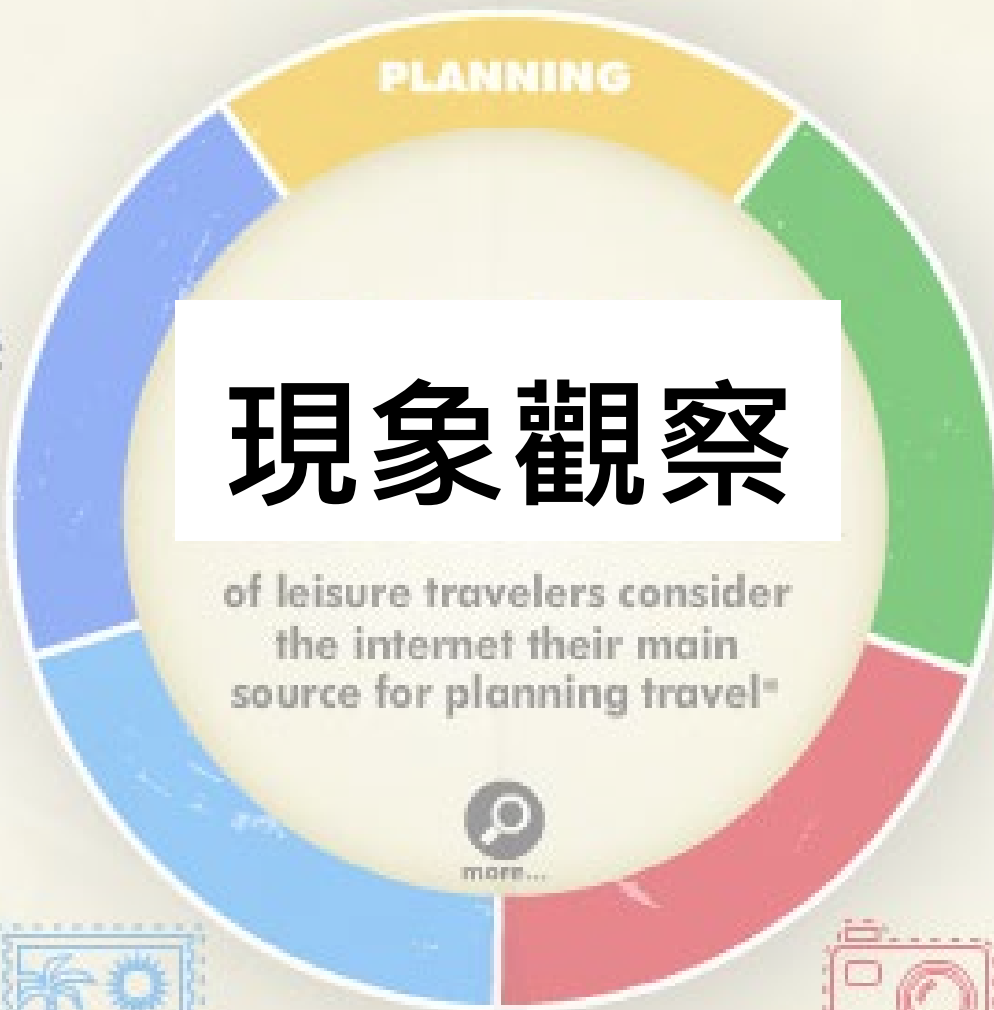 PLANNING
現象觀察
of leisure travelers consider
the internet their main
source for planning travel
more...